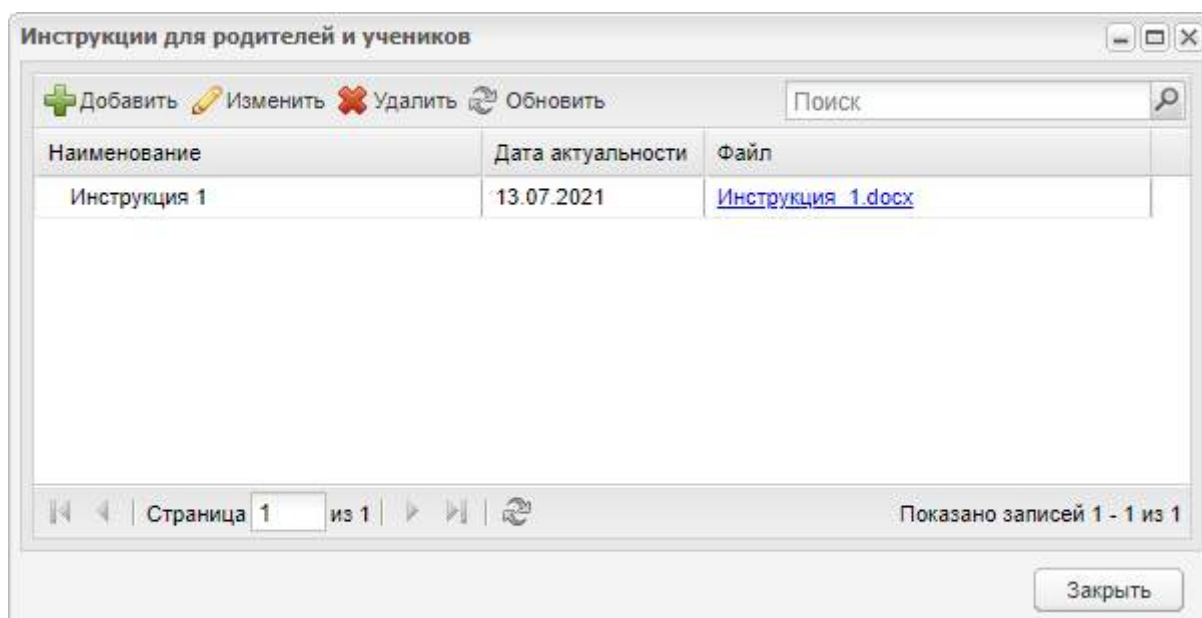 Инструкции для родителей и учеников
Добавить Изменить Удалить Обновить Поиск
Наименование Дата актуальности Файл
Инструкция 1 13.07.2021 Инструкция_1.docx
Страница 1 из 1 Показано записей 1 - 1 из 1
Закрыть